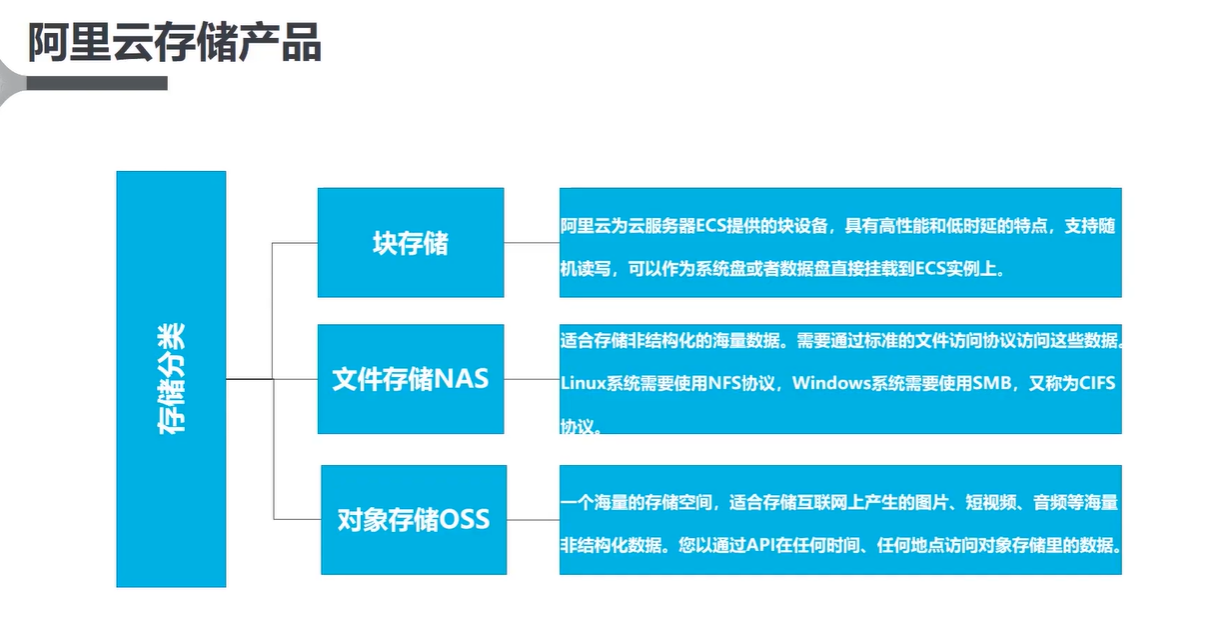 阿里云存储产品
存储分类
块存储
阿里云为云服务器ECS提供的块设备，具有高性能和低时延的特点，支持随
机读写，可以作为系统盘或者数据盘直接挂载到ECS实例上。
文件存储NAS
适合存储非结构化的海量数据。需要通过标准的文件访问协议访问这些数据。
Linux系统需要使用NFS协议，Windows系统需要使用SMB，又称为CIFS
协议。
对象存储OSS
一个海量的存储空间，适合存储互联网上产生的图片、短视频、音频等海量
非结构化数据。您以通过API在任何时间、任何地点访问对象存储里的数据。